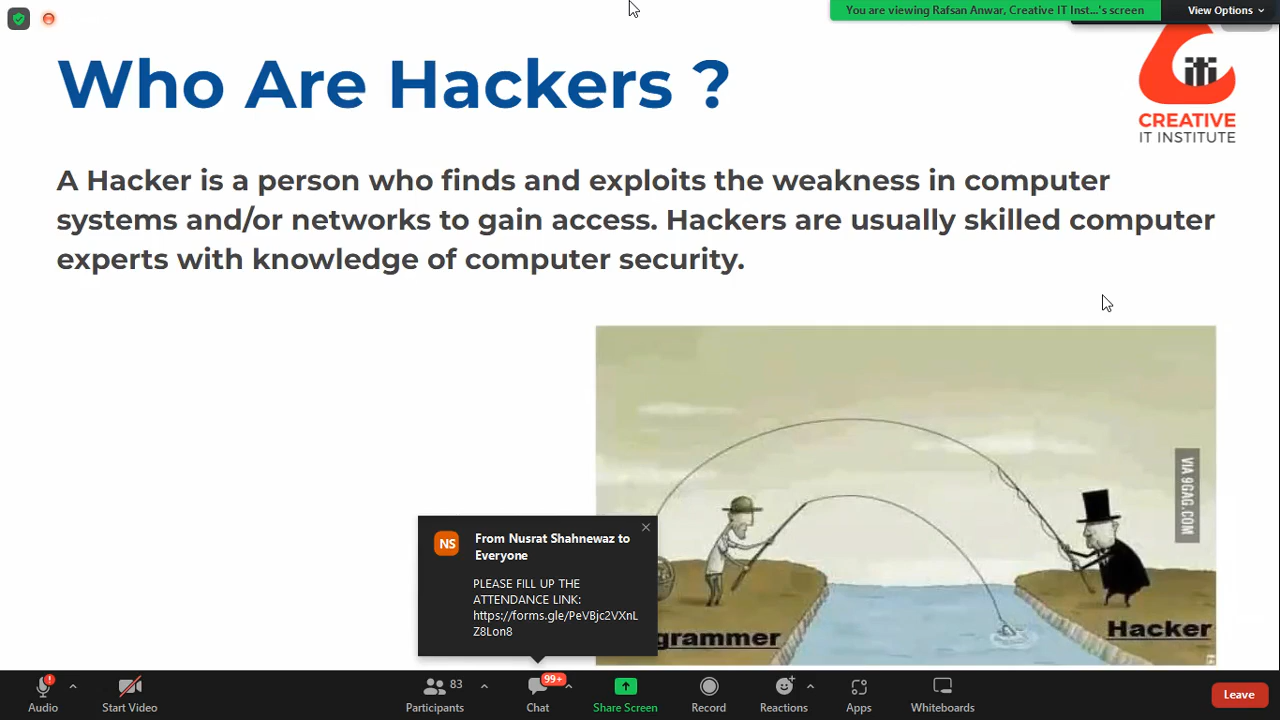 You are viewing Rafsan Anwar, Creative IT Inst...'s screen
View Options
Who Are Hackers ?
iTi
CREATIVE
IT INSTITUTE
A Hacker is a person who finds and exploits the weakness in computer
systems and/or networks to gain access. Hackers are usually skilled computer
experts with knowledge of computer security.
VIA 9GAG.COM
NS
From Nusrat Shahnewaz to
Everyone
PLEASE FILL UP THE
ATTENDANCE LINK:
https://forms.gle/PeVBjc2VXnL
Z8Lon8
grammer
Hacker
83
99+
Audio
Start Video
Participants
Chat
Share Screen
Record
Reactions
Apps
Whiteboards
Leave